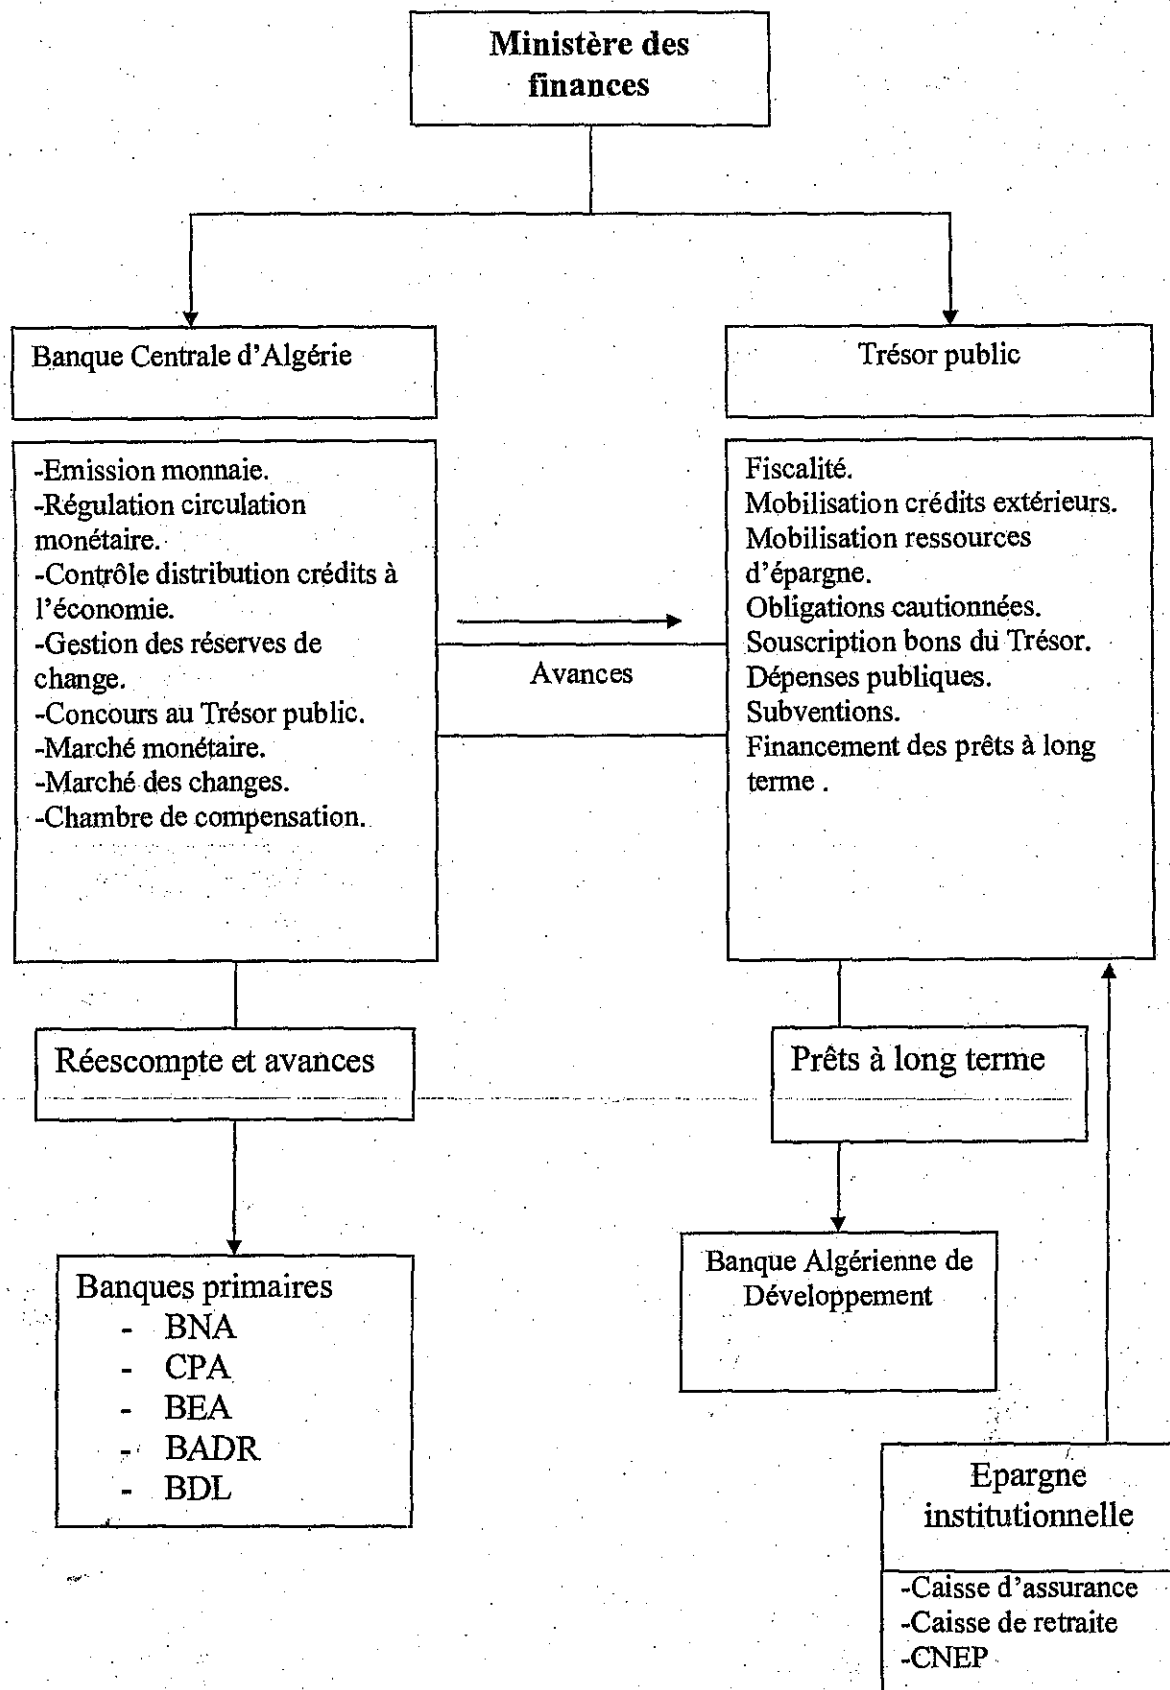 Ministère des
finances
Banque Centrale d'Algérie
Trésor public
-Emission monnaie.
-Régulation circulation
monétaire.
-Contrôle distribution crédits à
l'économie.
-Gestion des réserves de
change.
-Concours au Trésor public.
-Marché monétaire.
-Marché des changes.
-Chambre de compensation.
Avances
Fiscalité.
Mobilisation crédits extérieurs.
Mobilisation ressources
d'épargne.
Obligations cautionnées.
Souscription bons du Trésor.
Dépenses publiques.
Subventions.
Financement des prêts à long
terme .
Réescompte et avances
Prêts à long terme
Banques primaires
- BNA
- CPA
- BEA
- BADR
- BDL
Banque Algérienne de
Développement
Epargne
institutionnelle
-Caisse d'assurance
-Caisse de retraite
-CNEP